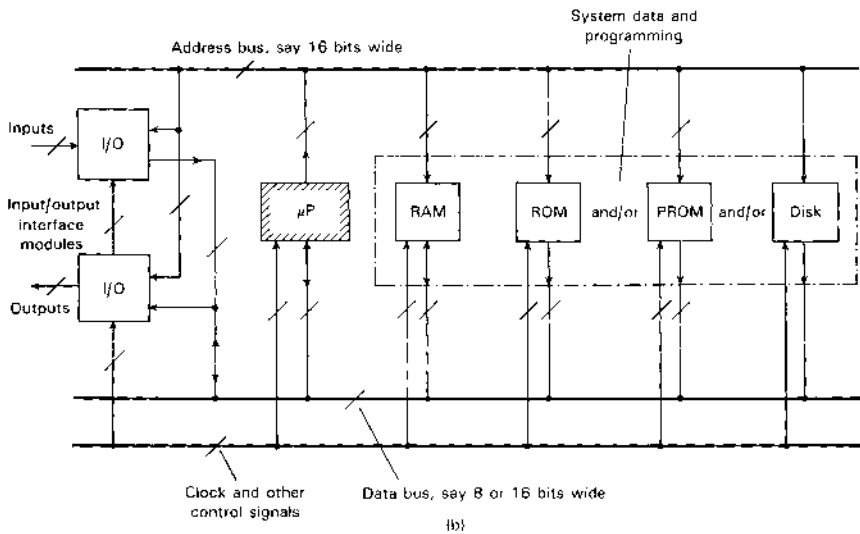 System data and
programming
Address bus, say 16 bits wide
Inputs
I/O
Input/output
interface
modules
μP
RAM
ROM
and/or
PROM
and/or
Disk
I/O
Outputs
Clock and other
control signals
Data bus, say 8 or 16 bits wide
(b)